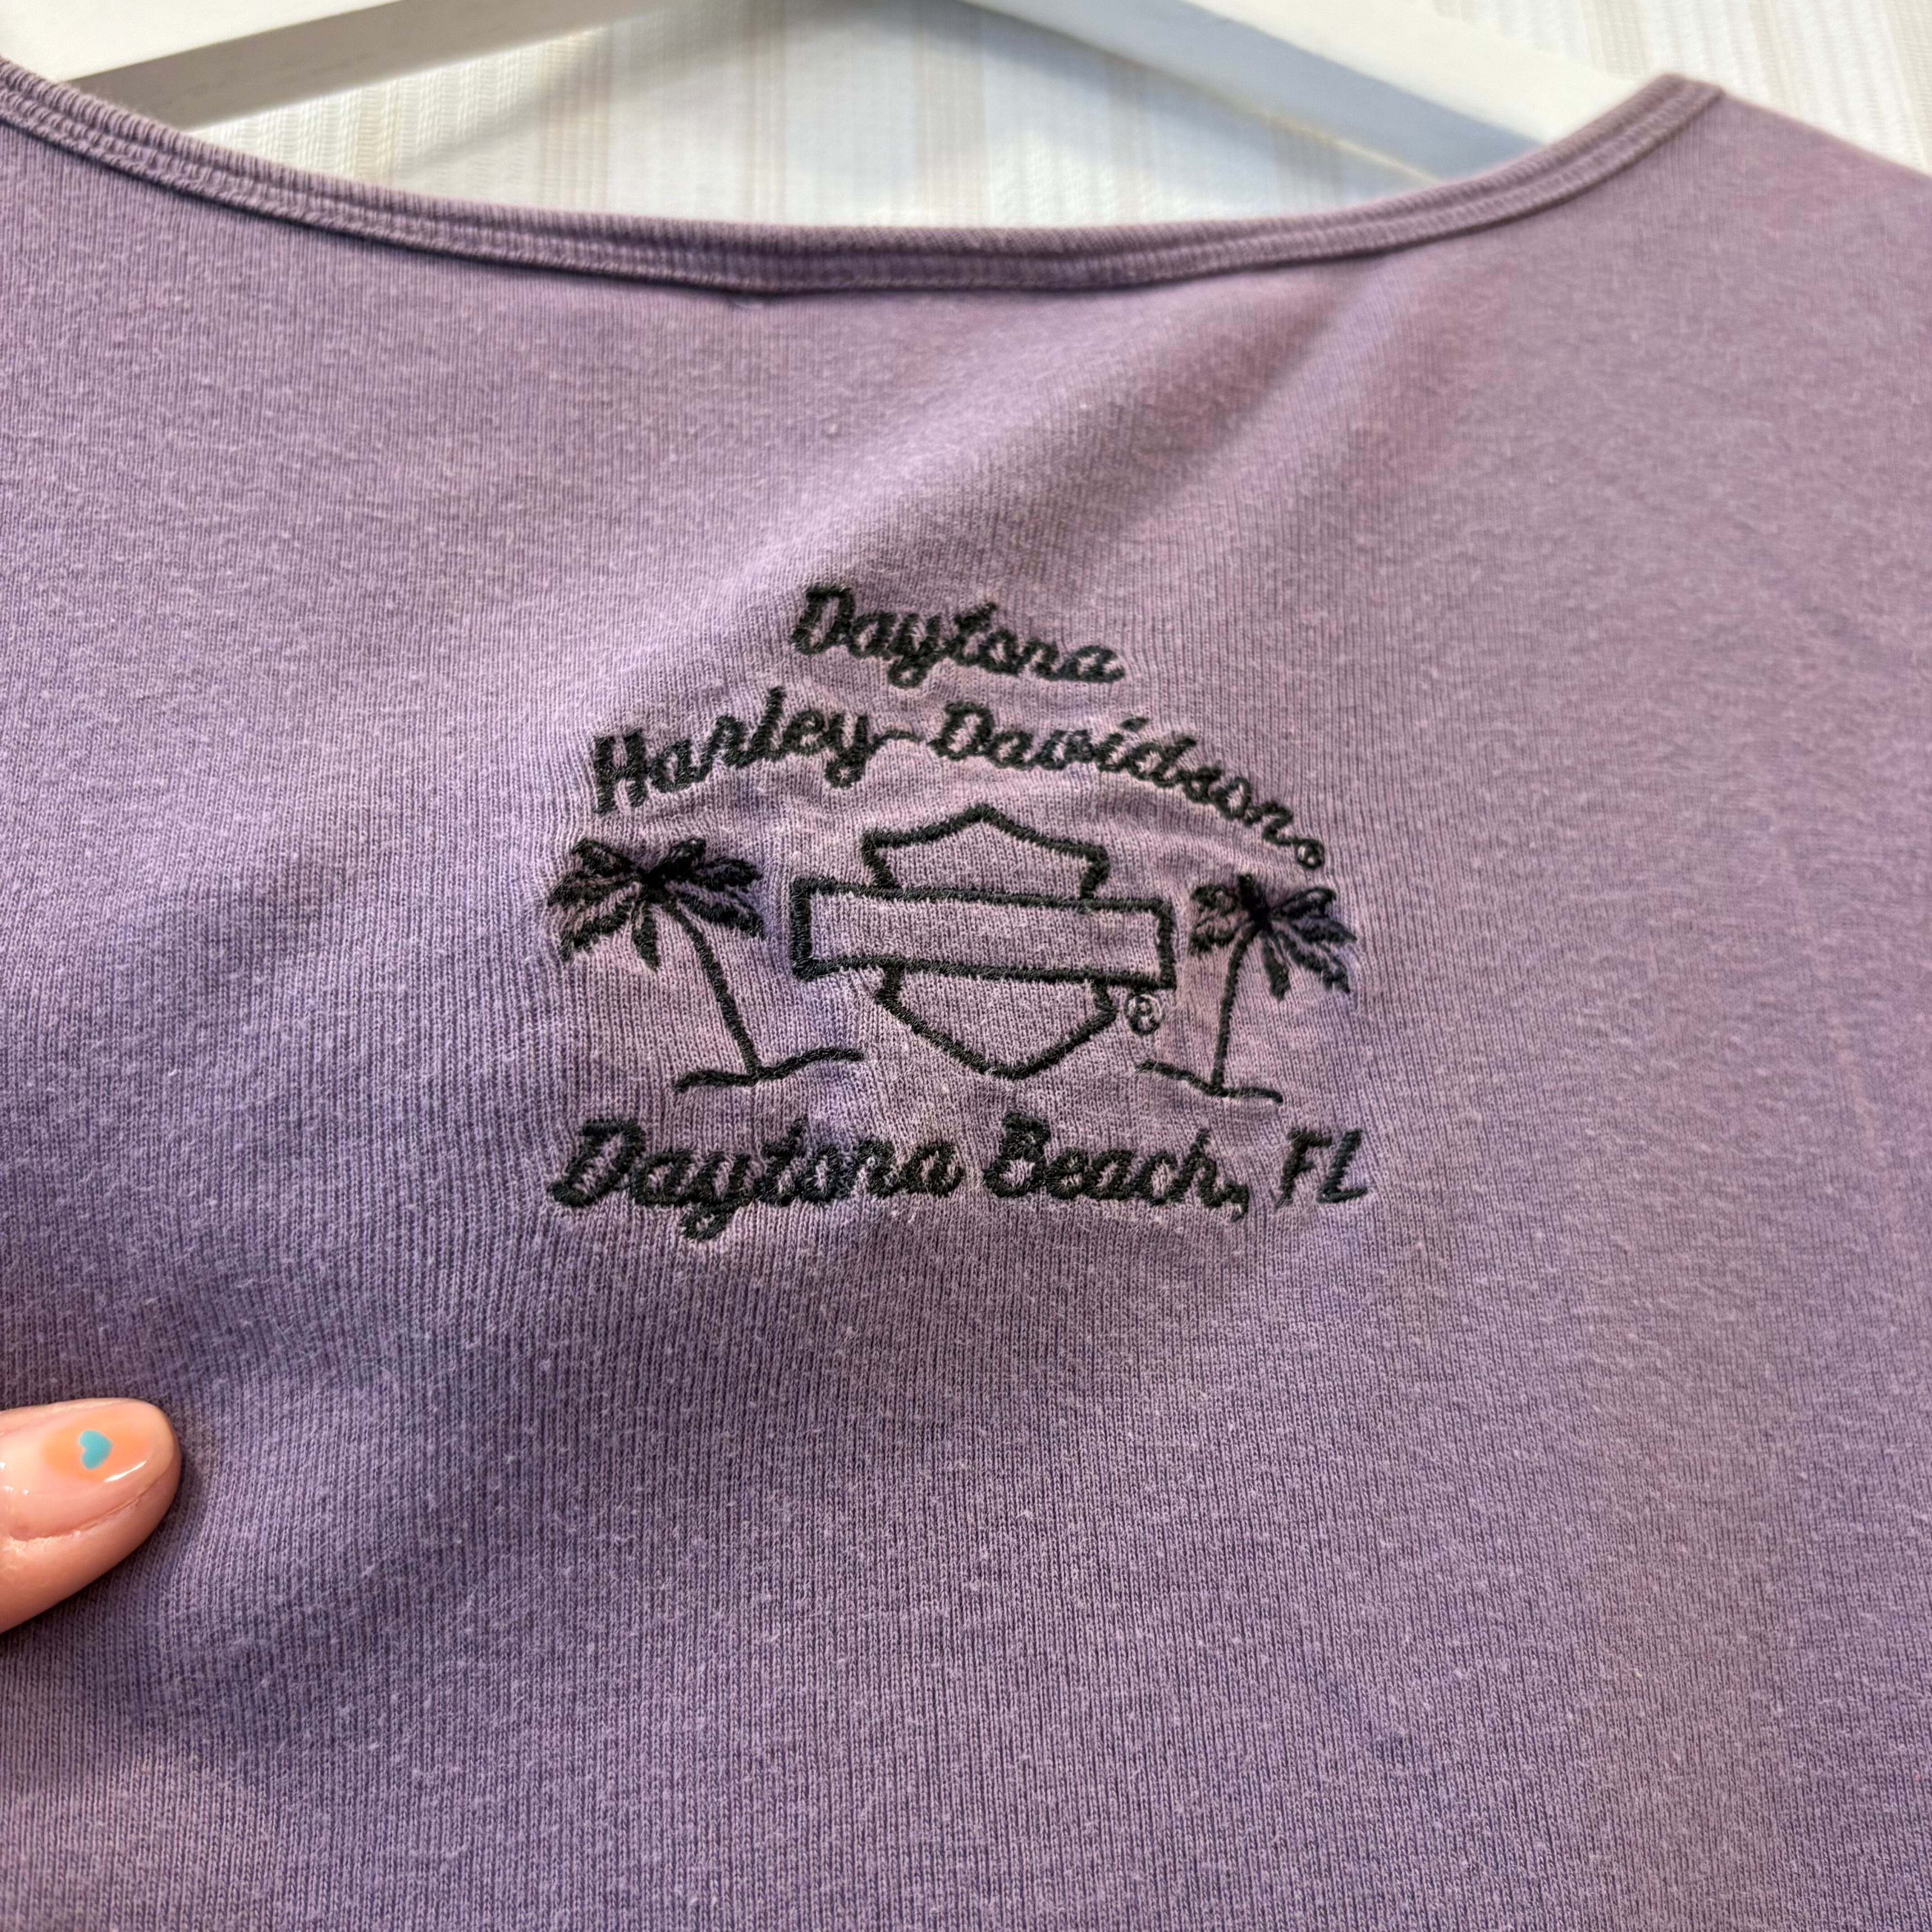 Daytona
Harley-Davidson®
®
Daytona Beach, FL